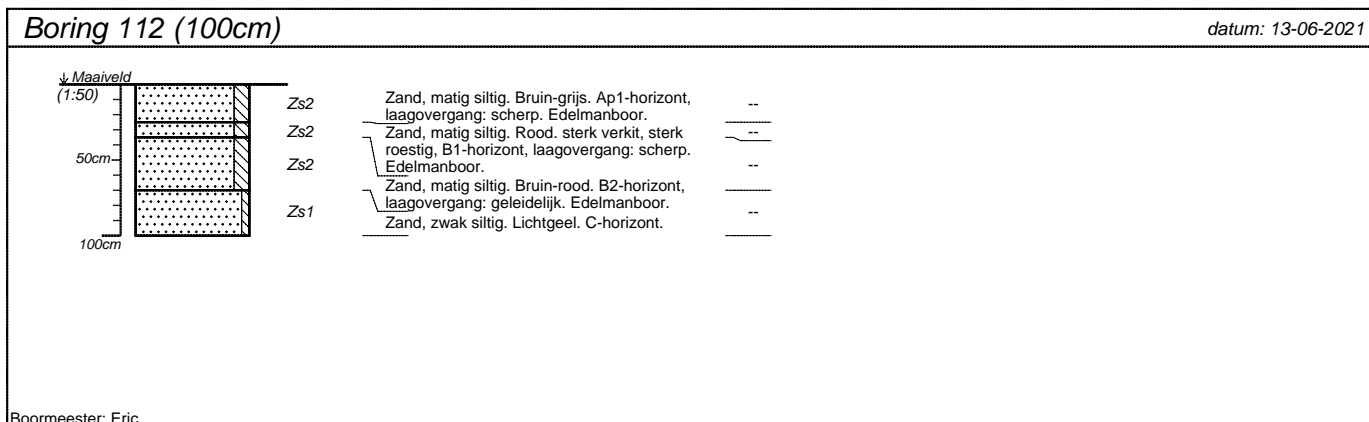 Boring 112 (100cm)
datum: 13-06-2021
Maaiveld
(1:50)
50cm
100cm
Zs2
Zand, matig siltig. Bruin-grijs. Ap1-horizont,
laagovergang: scherp. Edelmanboor.
--
Zs2
Zand, matig siltig. Rood. sterk verkit, sterk
roestig, B1-horizont, laagovergang: scherp.
Edelmanboor.
--
Zs2
Zand, matig siltig. Bruin-rood. B2-horizont,
laagovergang: geleidelijk. Edelmanboor.
--
Zs1
Zand, zwak siltig. Lichtgeel. C-horizont.
--
Boormeester: Eric